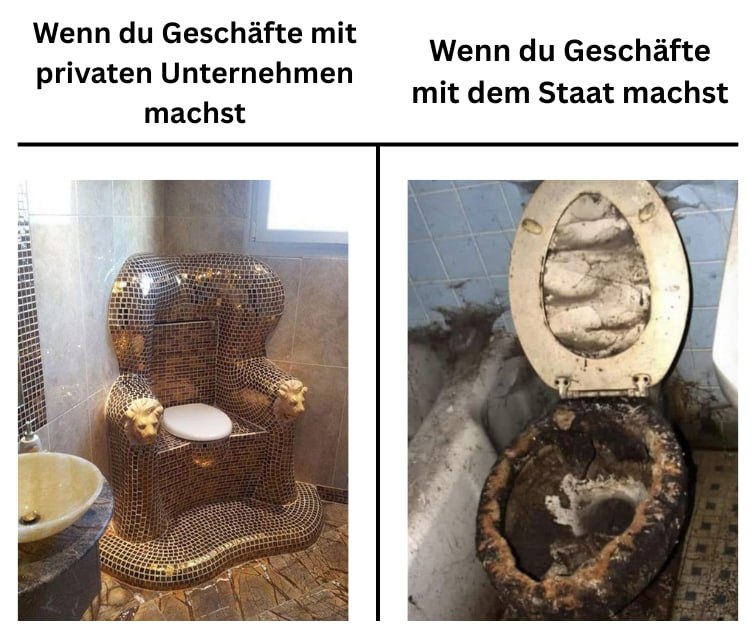 Wenn du Geschäfte mit
privaten Unternehmen
machst
Wenn du Geschäfte
mit dem Staat machst